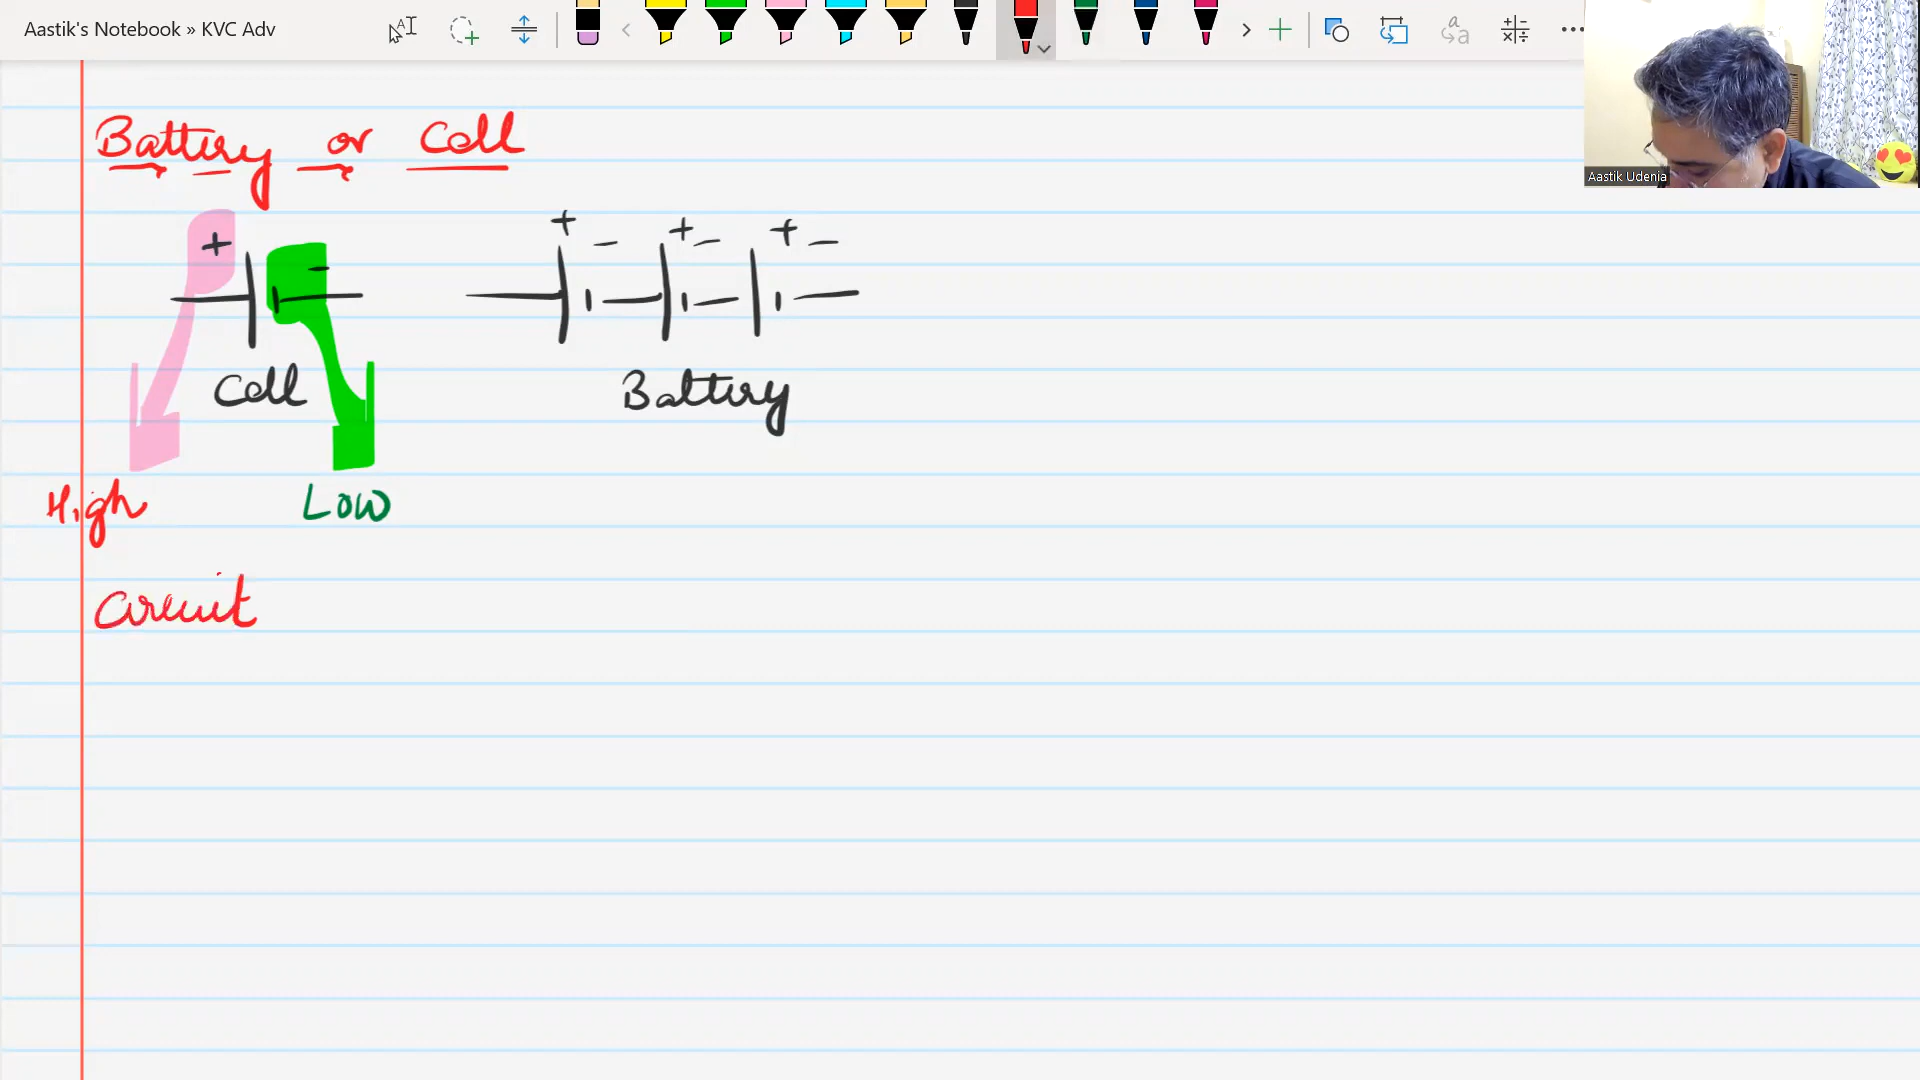 Aastik's Notebook » KVC Adv
Aastik Udenia
Battery or Cell
+ -
+ - + - + -
Cell
Battery
High
Low
Circuit